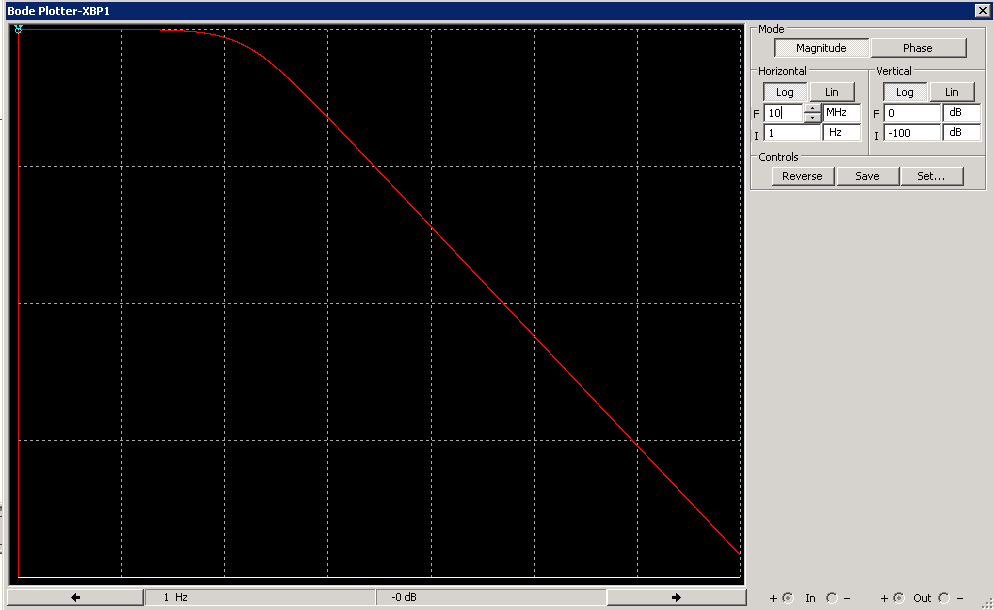 Bode Plotter-XBP1
Mode
Magnitude Phase
Horizontal Vertical
Log Lin Log Lin
F 10 MHz F 0 dB
I 1 Hz I -100 dB
Controls
Reverse Save Set...
1 Hz -0 dB
+ In - + Out -